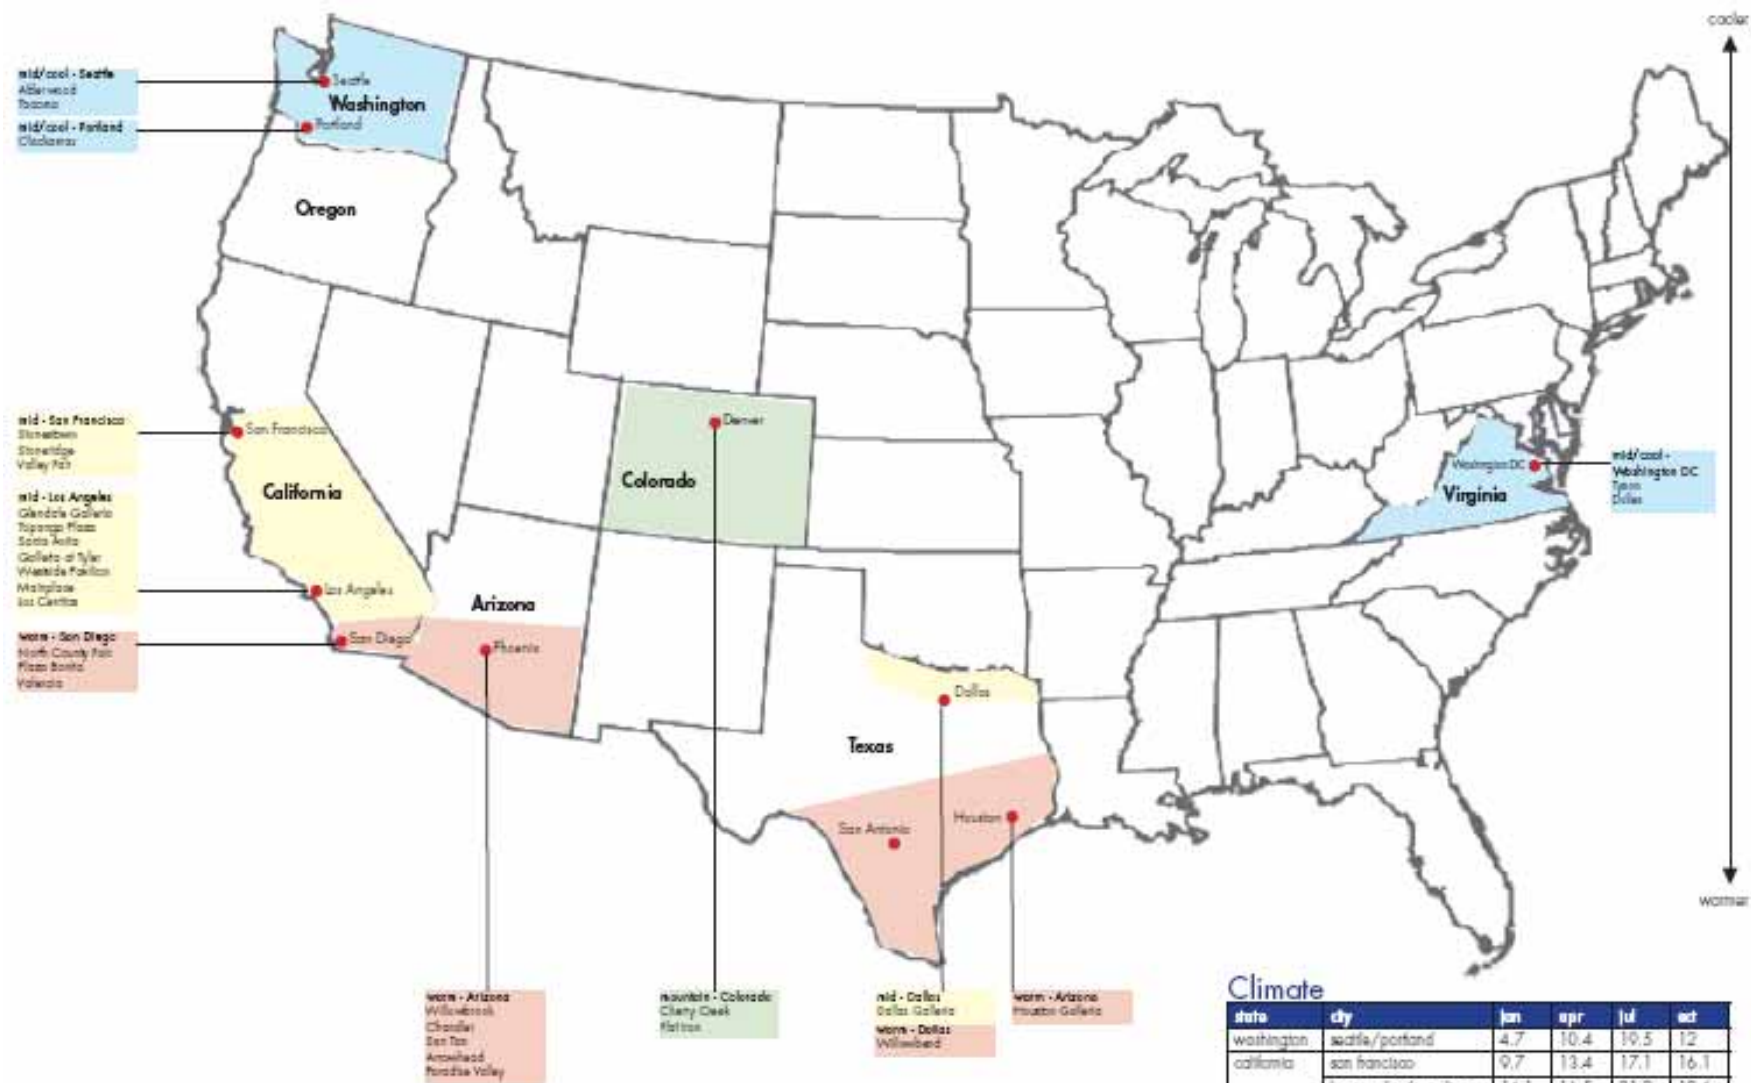 cooler
mid/cool - Seattle
Alderwood
Tacoma
mid/cool - Portland
Clackamas
Seattle
Washington
Portland
Oregon
mid - San Francisco
Stonestown
Stoneridge
Valley Fair
San Francisco
California
mid - Los Angeles
Glendale Galleria
Topanga Plaza
Santa Anita
Galleria at Tyler
Westside Pavilion
Mainplace
Los Cerritos
Los Angeles
warm - San Diego
North County Fair
Plaza Bonita
Valencia
San Diego
Arizona
Phoenix
Denver
Colorado
Washington DC
Virginia
mid/cool -
Washington DC
Tysons
Dulles
Dallas
Texas
San Antonio
Houston
warmer
warm - Arizona
Willowbrook
Chandler
San Tan
Arrowhead
Paradise Valley
mountain - Colorado
Cherry Creek
Flatiron
mid - Dallas
Dallas Galleria
warm - Dallas
Willowbend
warm - Arizona
Houston Galleria
Climate
state city jan apr jul oct
washington seattle/portland 4.7 10.4 19.5 12
california san francisco 9.7 13.4 17.1 16.1